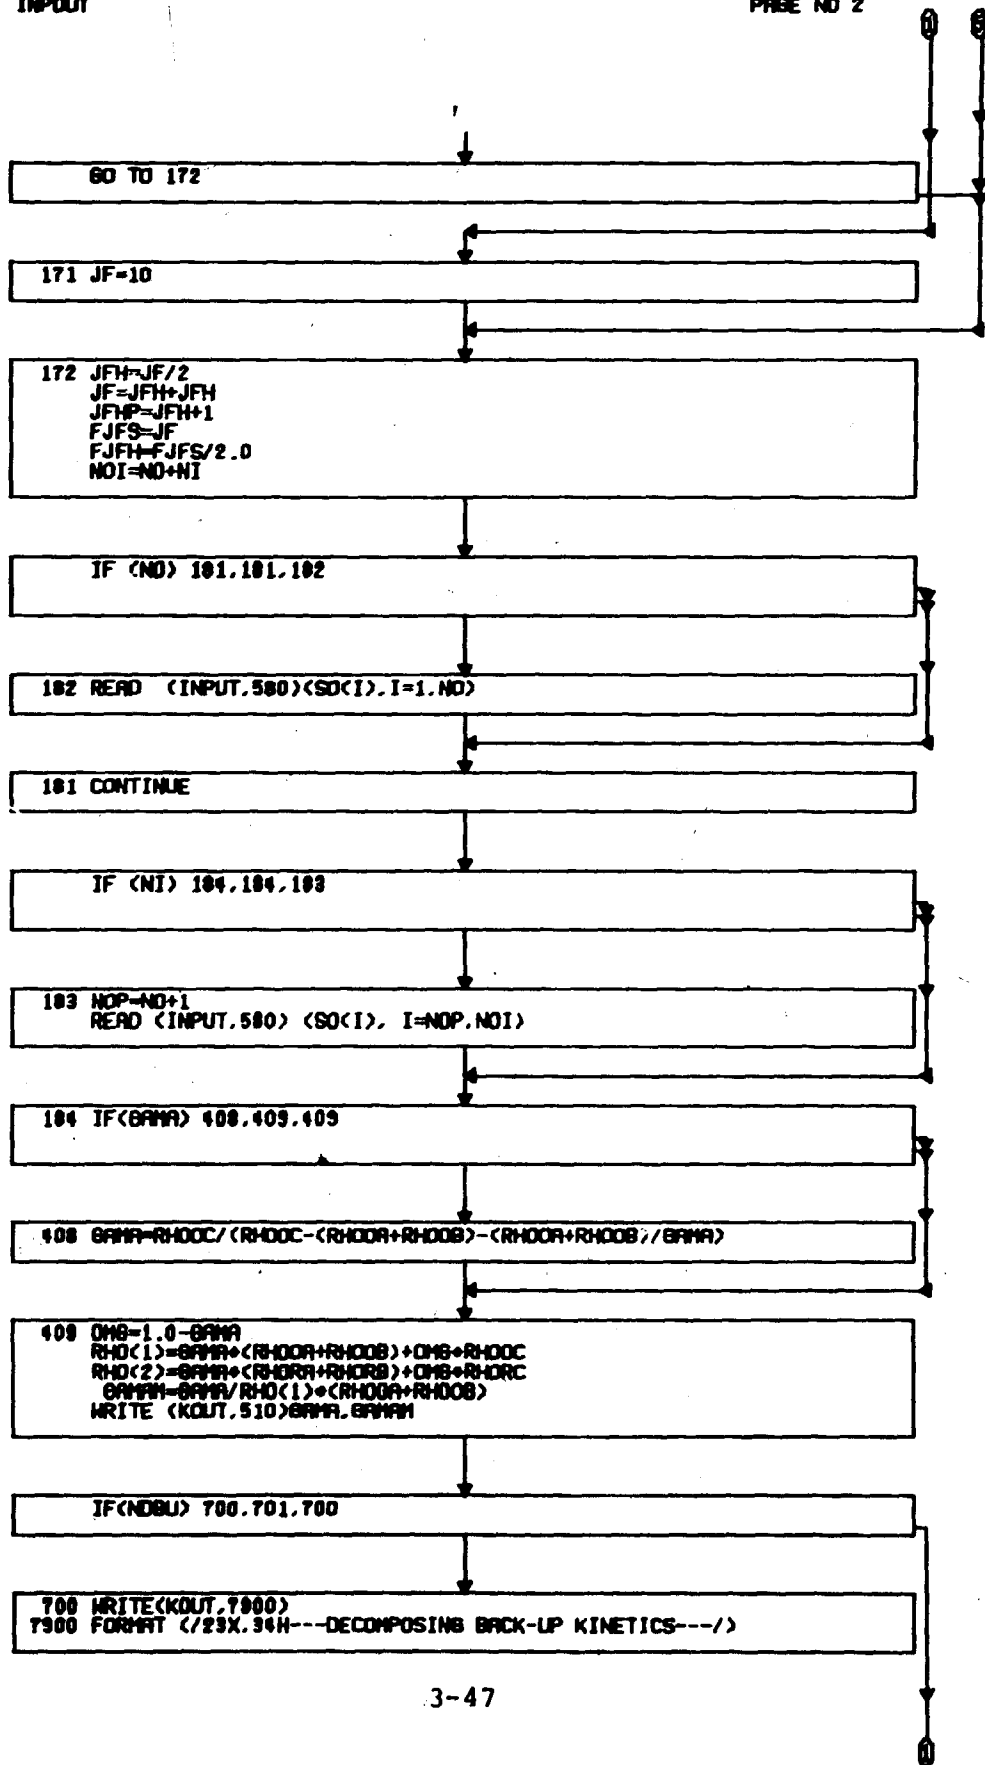 INPOUT
PAGE NO 2
GO TO 172
171 JF=10
172 JFH=JF/2
JF=JFH+JFH
JFHP=JFH+1
FJFS=JF
FJFH=FJFS/2.0
NOI=NO+NI
IF (NO) 181,181,182
182 READ (INPUT,580)(SO(I),I=1,NO)
181 CONTINUE
IF (NI) 184,184,183
183 NOP=NO+1
READ (INPUT,580) (SO(I), I=NOP,NOI)
184 IF(GAMA) 408,409,409
408 GAMA=RHOOC/(RHOOC-(RHOOA+RHOOB)-(RHOOA+RHOOB)/GAMA)
409 OMG=1.0-GAMA
RHO(1)=GAMA*(RHOOA+RHOOB)+OMG*RHOOC
RHO(2)=GAMA*(RHORA+RHORB)+OMG*RHORC
GAMAM=GAMA/RHO(1)*(RHOOA+RHOOB)
WRITE (KOUT,510)GAMA,GAMAM
IF(NDBU) 700,701,700
700 WRITE(KOUT,7900)
7900 FORMAT (/23X,34H---DECOMPOSING BACK-UP KINETICS---/)
3-47